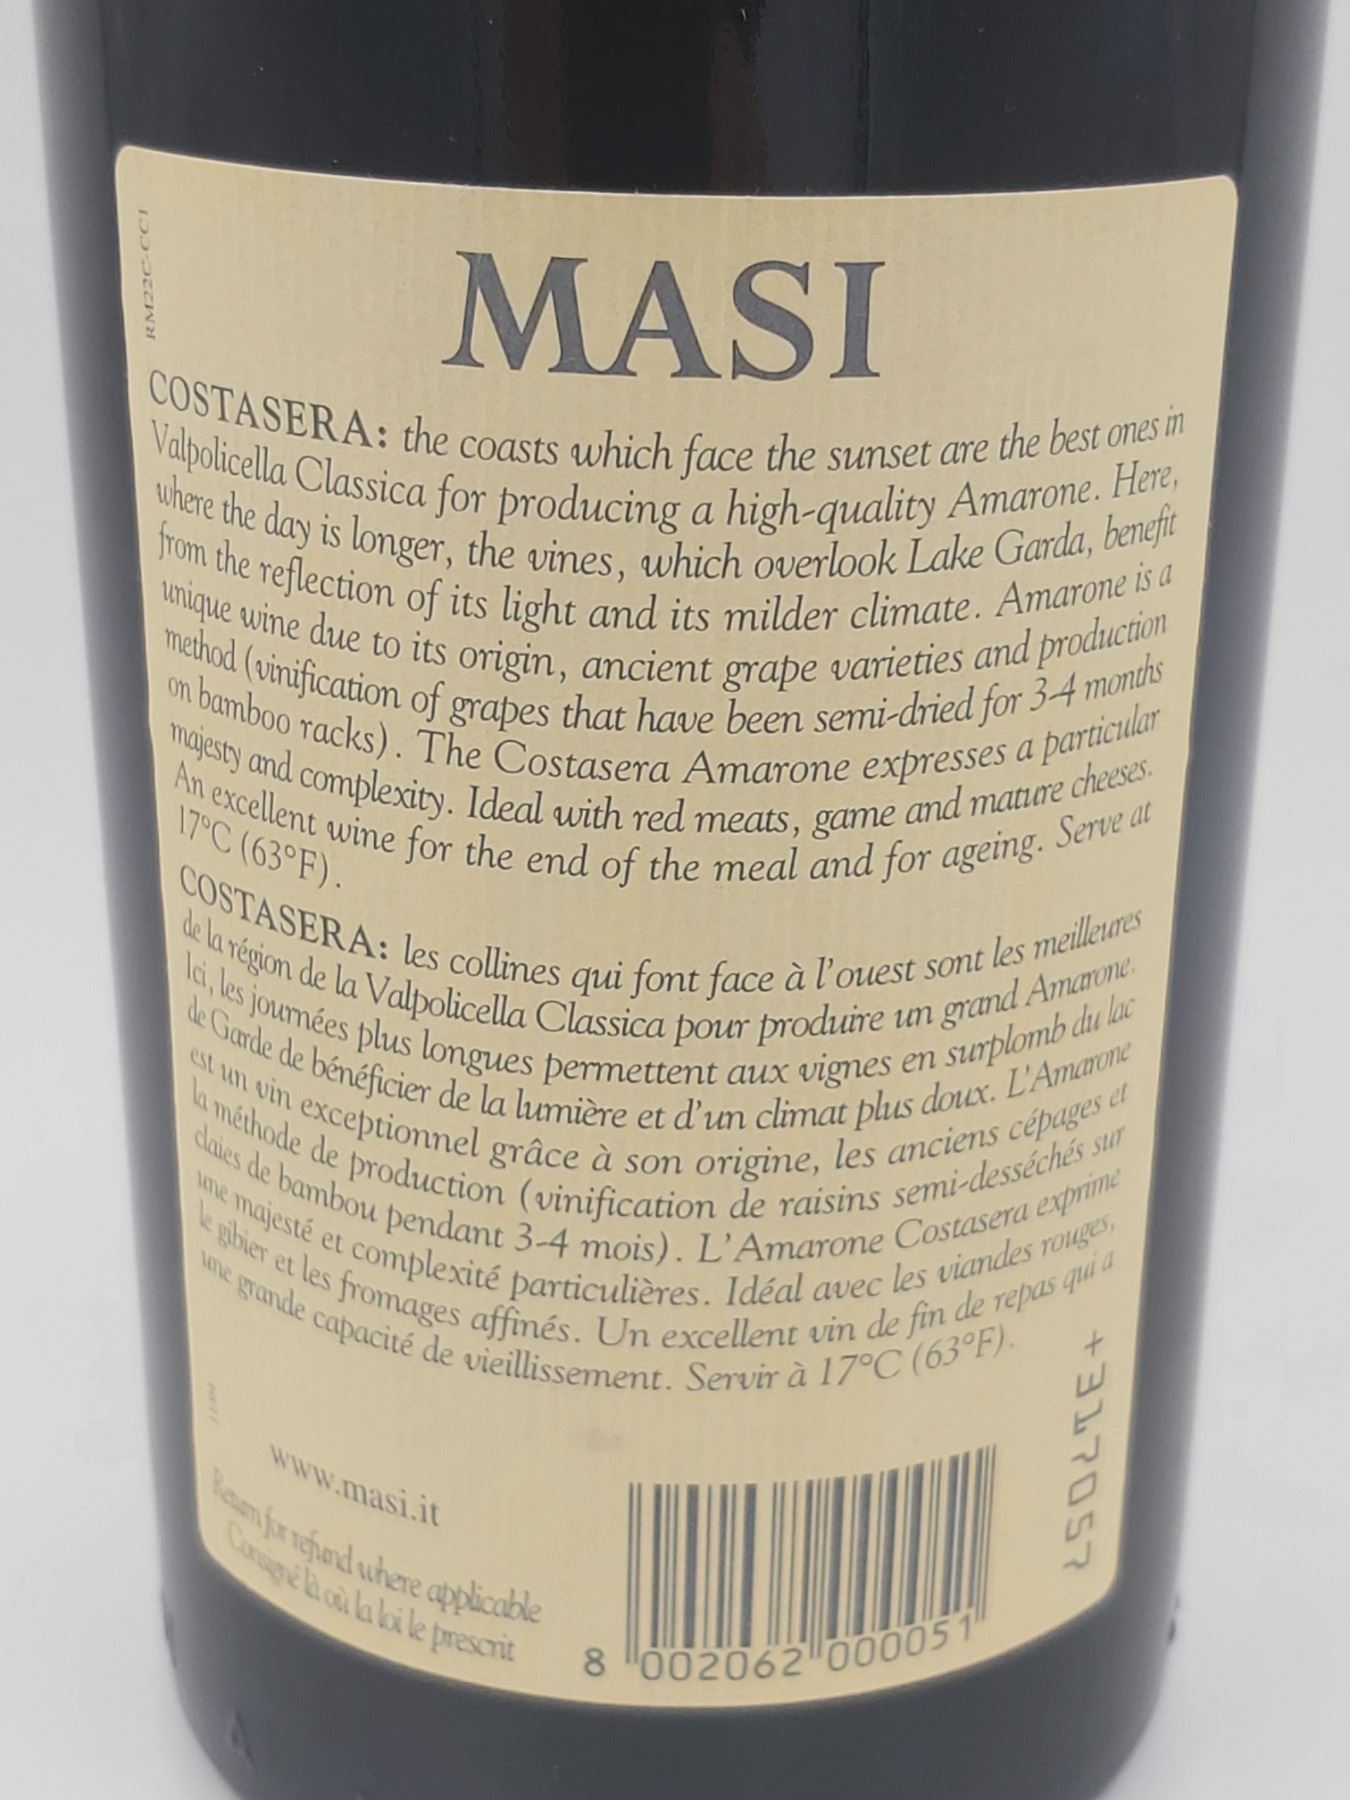 RM22C-CC1
MASI
COSTASERA: the coasts which face the sunset are the best ones in
Valpolicella Classica for producing a high-quality Amarone. Here,
where the day is longer, the vines, which overlook Lake Garda, benefit
from the reflection of its light and its milder climate. Amarone is a
unique wine due to its origin, ancient grape varieties and production
method (vinification of grapes that have been semi-dried for 3-4 months
on bamboo racks). The Costasera Amarone expresses a particular
majesty and complexity. Ideal with red meats, game and mature cheeses.
An excellent wine for the end of the meal and for ageing. Serve at
17°C (63°F).
COSTASERA: les collines qui font face à l'ouest sont les meilleures
de la région de la Valpolicella Classica pour produire un grand Amarone.
Ici, les journées plus longues permettent aux vignes en surplomb du lac
de Garde de bénéficier de la lumière et d'un climat plus doux. L'Amarone
est un vin exceptionnel grâce à son origine, les anciens cépages et
la méthode de production (vinification de raisins semi-desséchés sur
claies de bambou pendant 3-4 mois). L'Amarone Costasera exprime
une majesté et complexité particulières. Idéal avec les viandes rouges,
le gibier et les fromages affinés. Un excellent vin de fin de repas qui a
une grande capacité de vieillissement. Servir à 17°C (63°F).
www.masi.it
Return for refund where applicable
Consigné là où la loi le prescrit
8 002062 000051
+317057